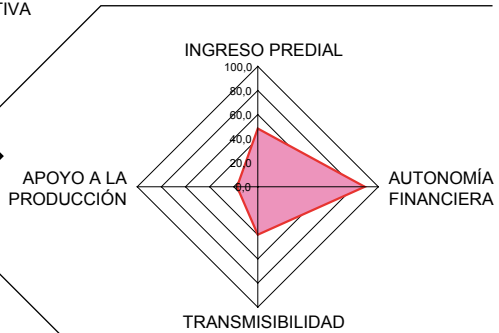 TIVA
INGRESO PREDIAL
100,0
80,0
60,0
40,0
20,0
0,0
APOYO A LA
PRODUCCIÓN
AUTONOMÍA
FINANCIERA
TRANSMISIBILIDAD